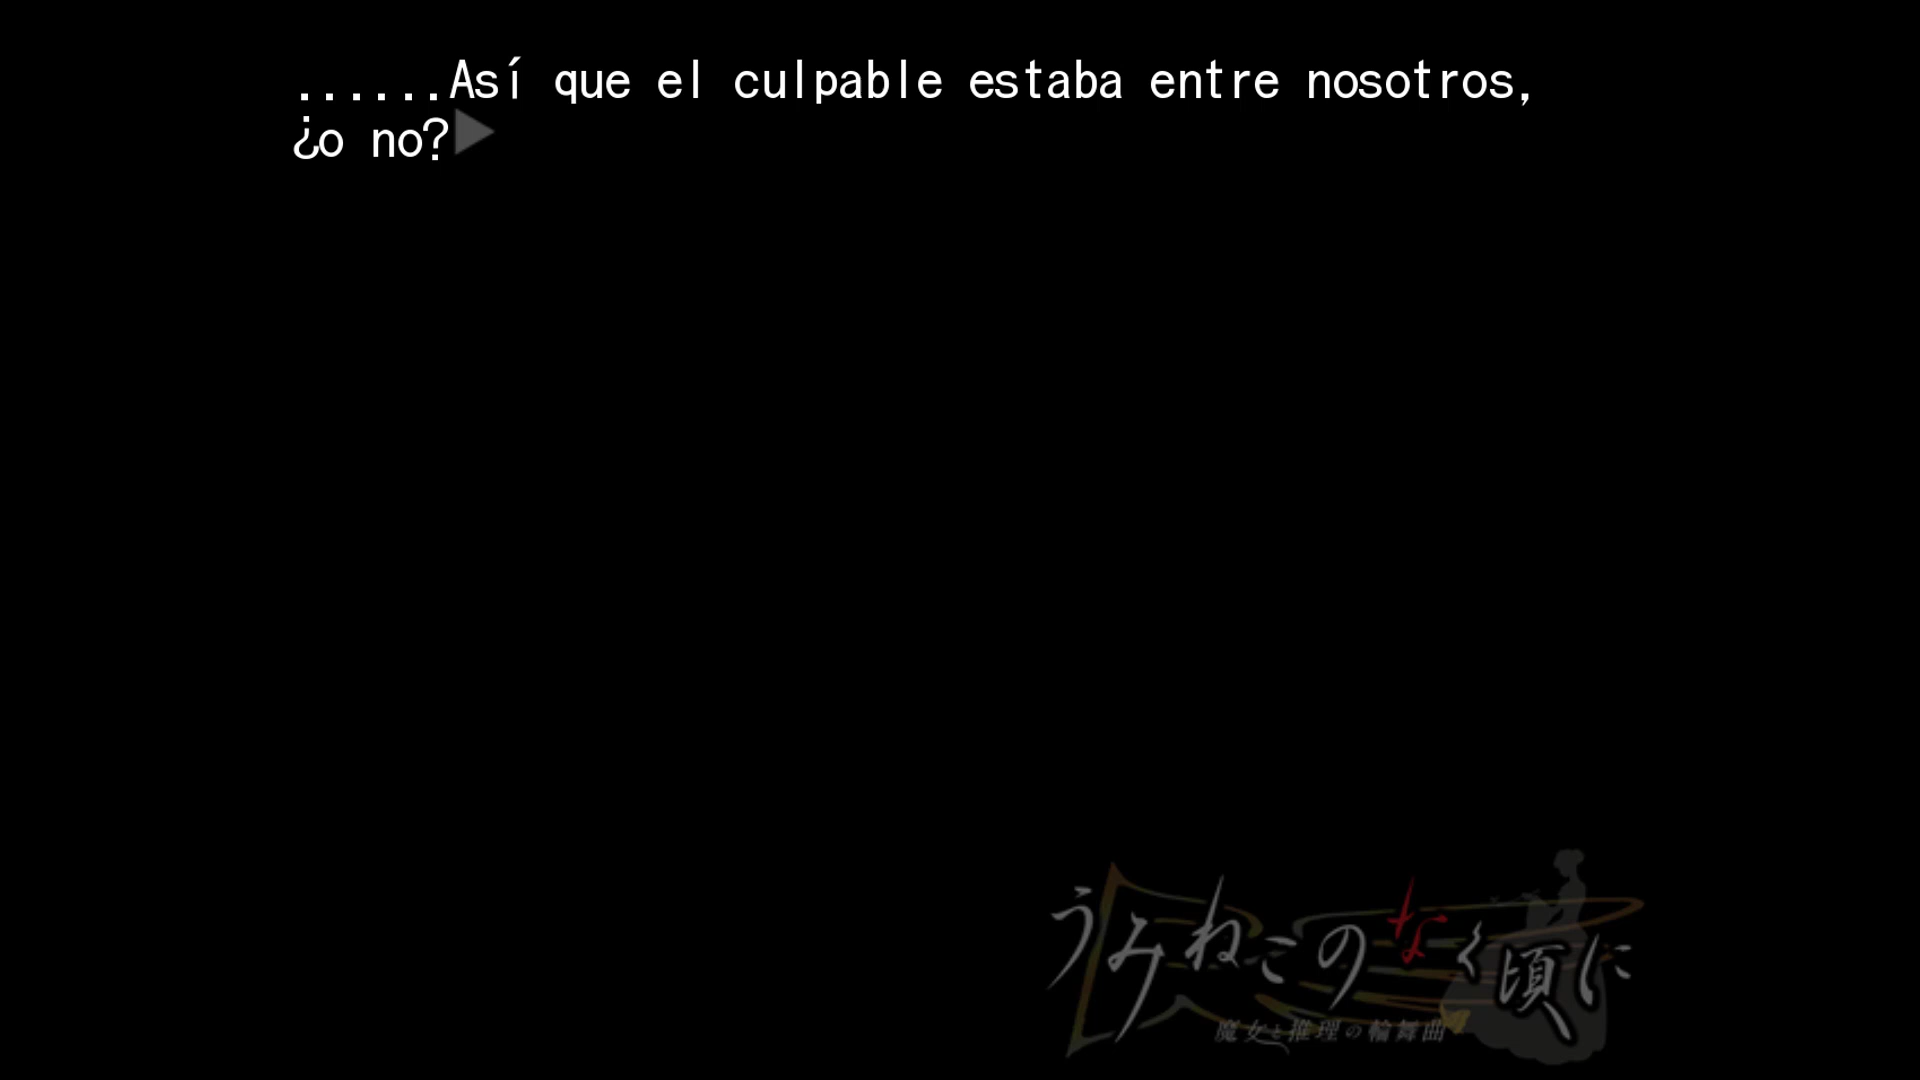 ......Así que el culpable estaba entre nosotros,
¿o no?
うみねこのなく頃に
魔女と推理の輪舞曲